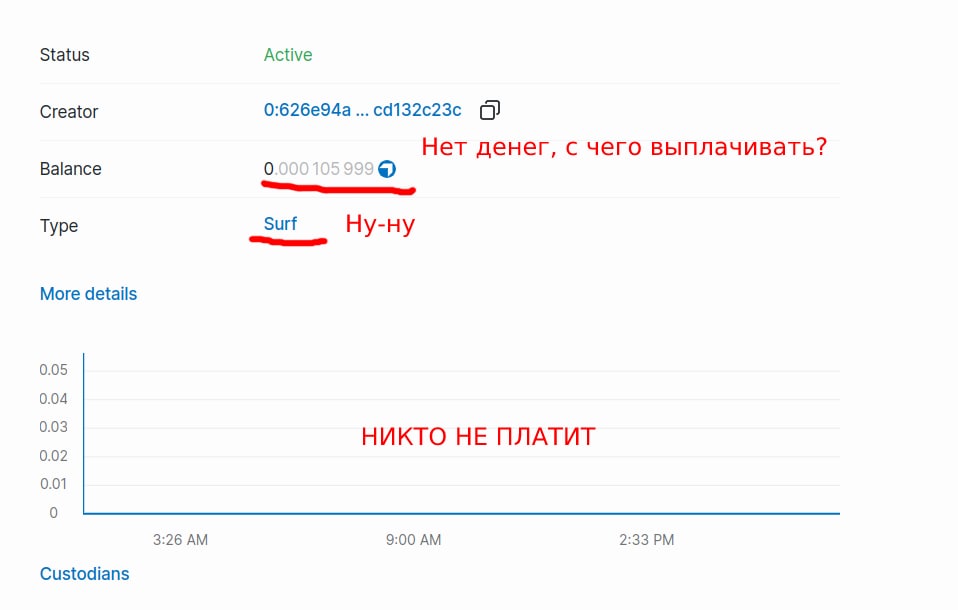 Status Active
Creator 0:626e94a ... cd132c23c
Нет денег, с чего выплачивать?
Balance 0.000 105 999
Type Surf Ну-ну
More details
0.05
0.04
0.03
НИКТО НЕ ПЛАТИТ
0.02
0.01
0
3:26 AM 9:00 AM 2:33 PM
Custodians